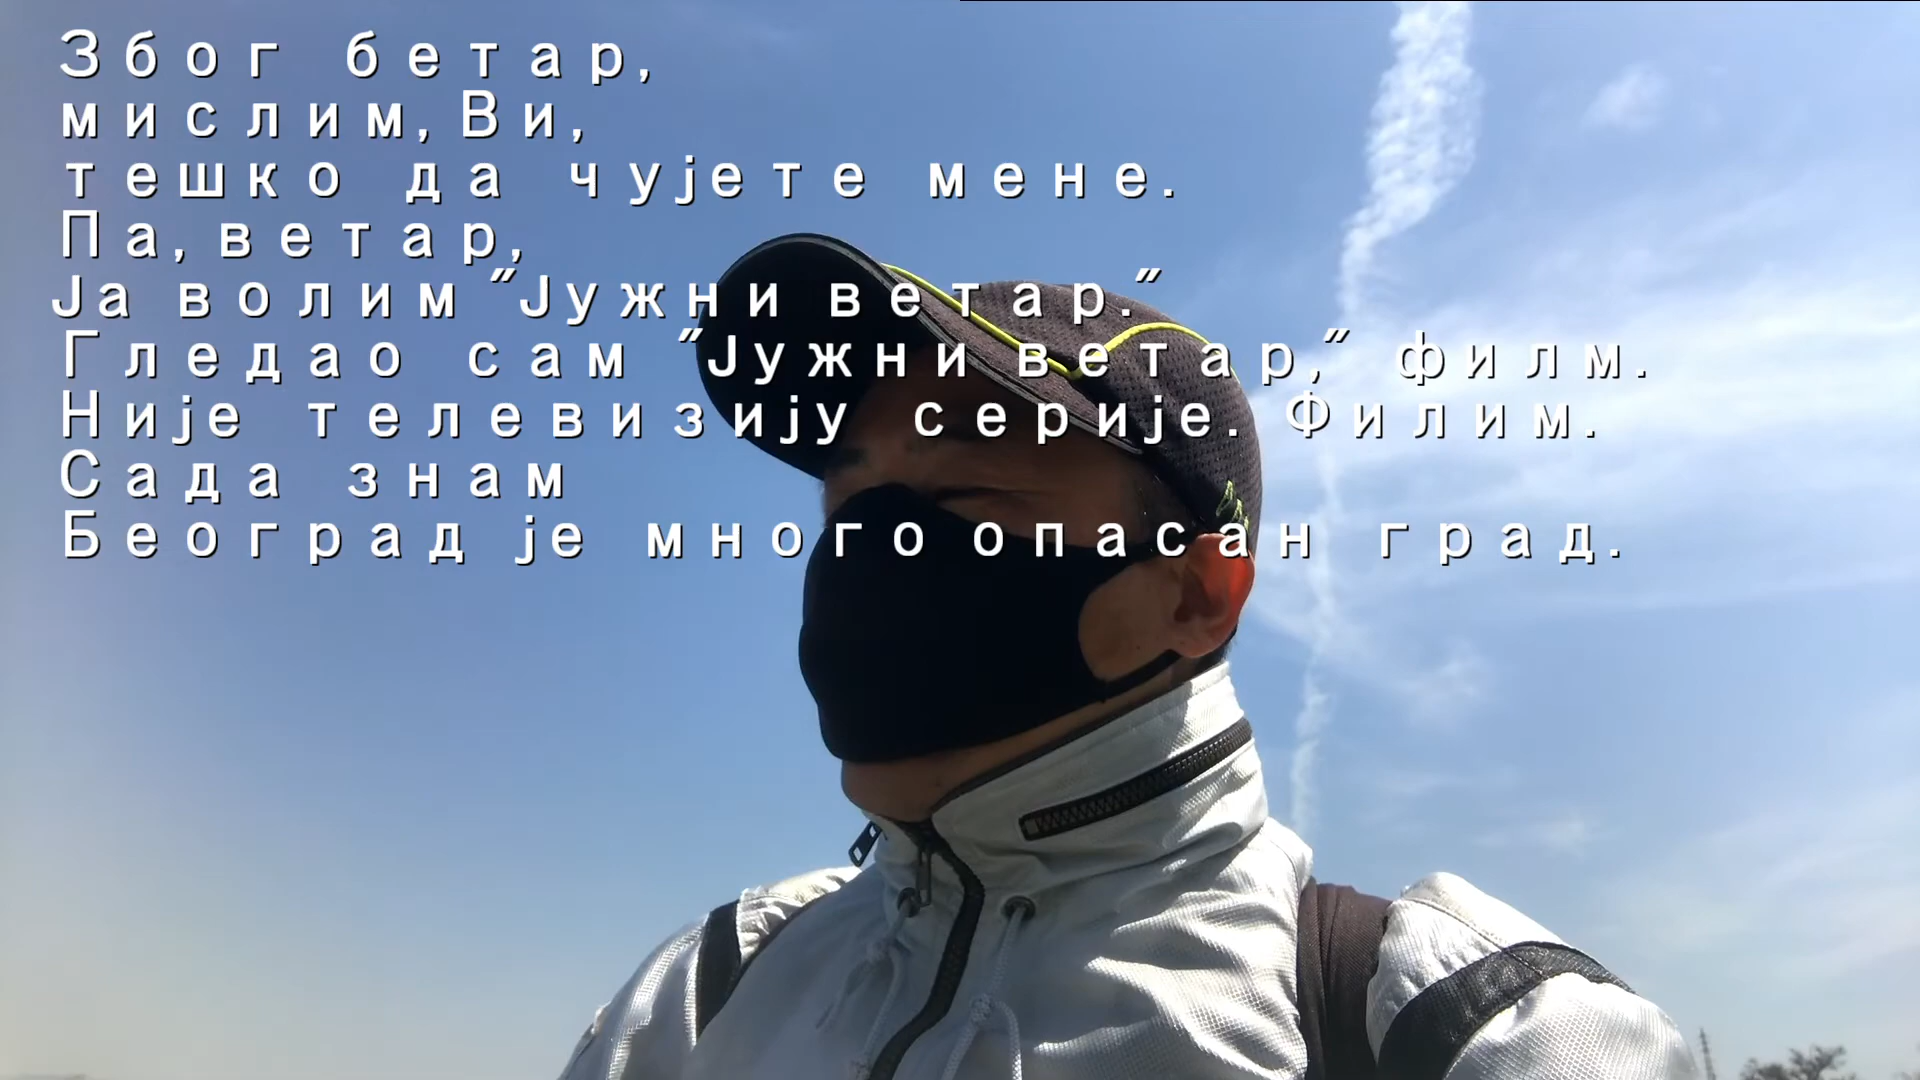 Због бетар,
мислим, Ви,
тешко да чујете мене.
Па, ветар,
Ја волим "Јужни ветар."
Гледао сам "Јужни ветар," филм.
Није телевизију серије. Филим.
Сада знам
Београд је много опасан град.